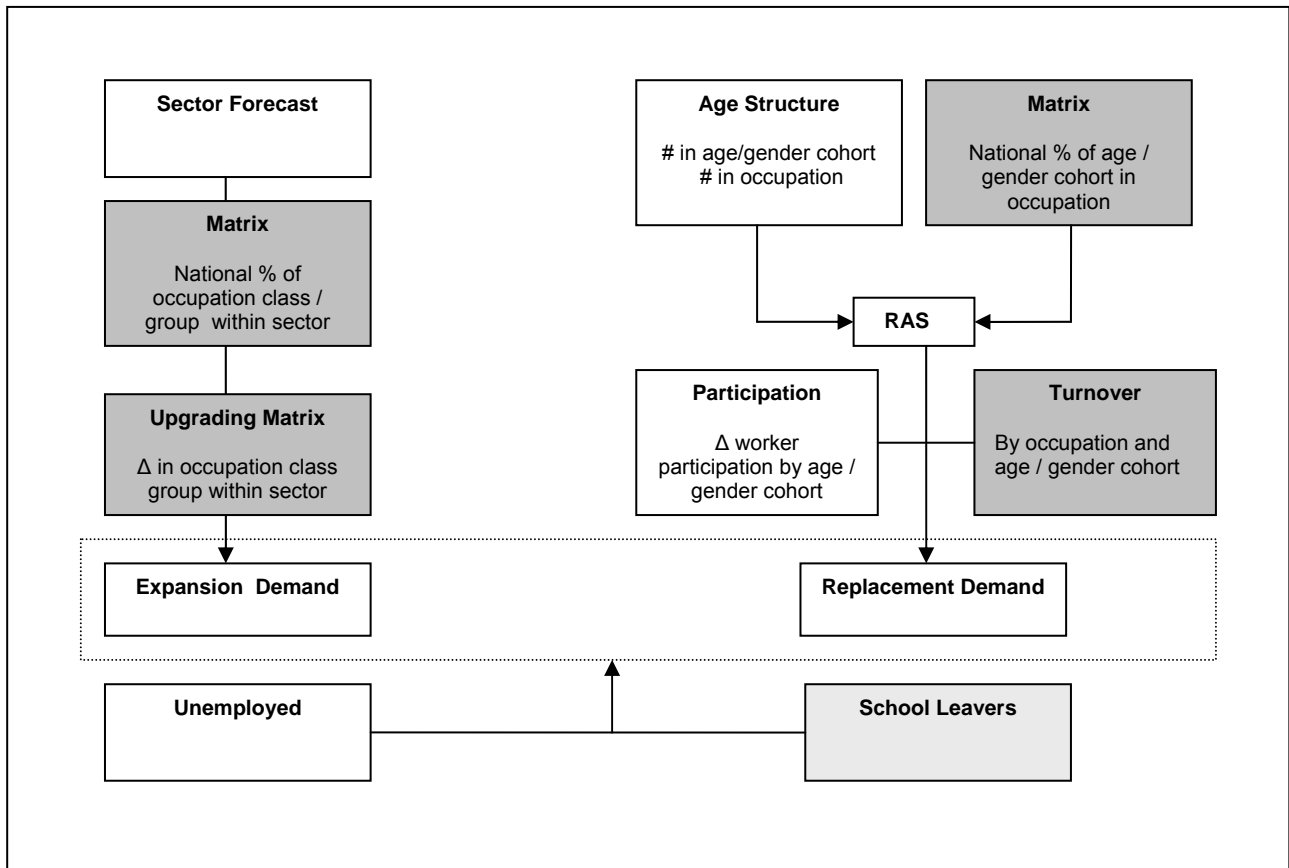 Sector Forecast
Matrix
National % of
occupation class /
group within sector
Upgrading Matrix
Δ in occupation class
group within sector
Expansion Demand
Age Structure
# in age/gender cohort
# in occupation
Matrix
National % of age /
gender cohort in
occupation
RAS
Participation
Δ worker
participation by age /
gender cohort
Turnover
By occupation and
age / gender cohort
Replacement Demand
Unemployed
School Leavers